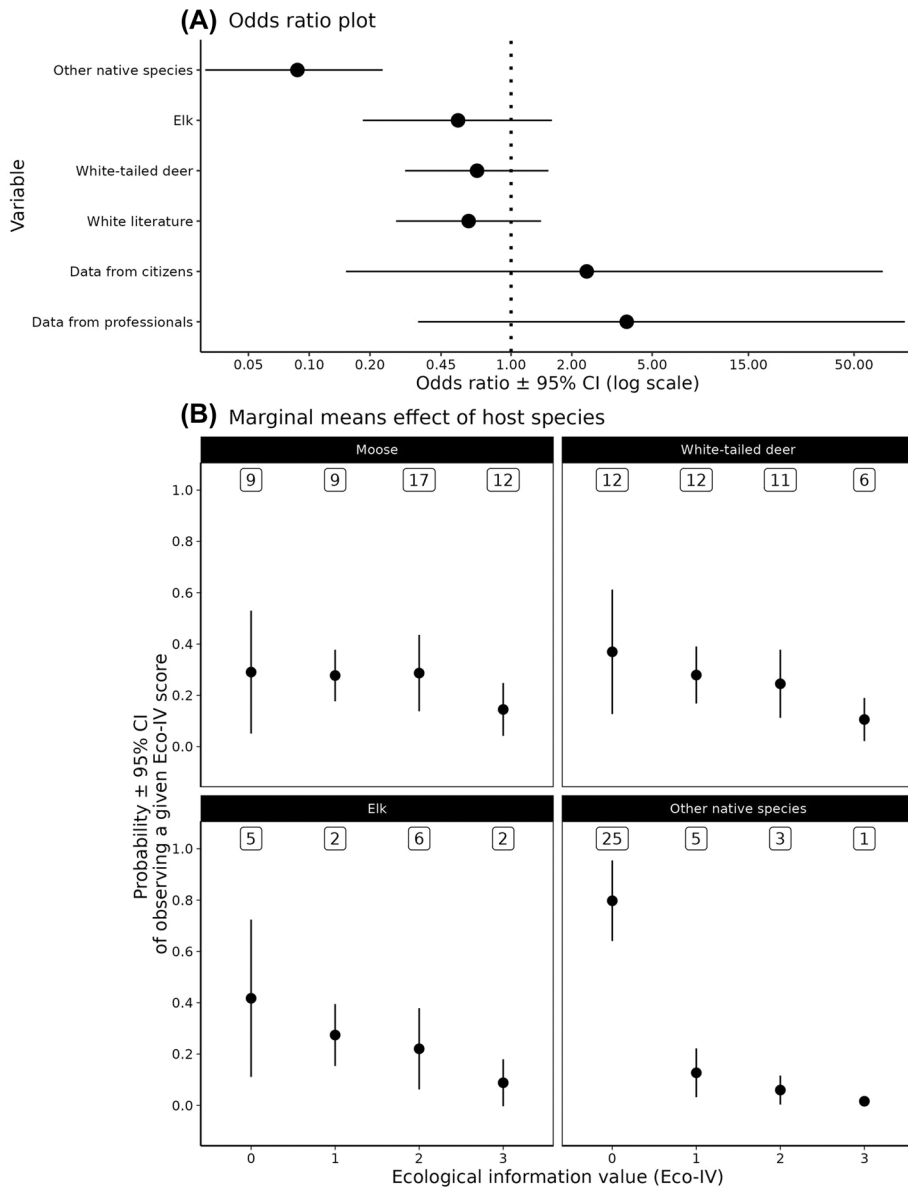 (A) Odds ratio plot
Other native species
Elk
White-tailed deer
White literature
Data from citizens
Data from professionals
Variable
0.05 0.10 0.20 0.45 1.00 2.00 5.00 15.00 50.00
Odds ratio ± 95% CI (log scale)
(B) Marginal means effect of host species
Moose
9 9 17 12
White-tailed deer
12 12 11 6
1.0
0.8
0.6
0.4
0.2
0.0
Probability ± 95% CI
of observing a given Eco-IV score
Elk
5 2 6 2
Other native species
25 5 3 1
1.0
0.8
0.6
0.4
0.2
0.0
0 1 2 3
0 1 2 3
Ecological information value (Eco-IV)